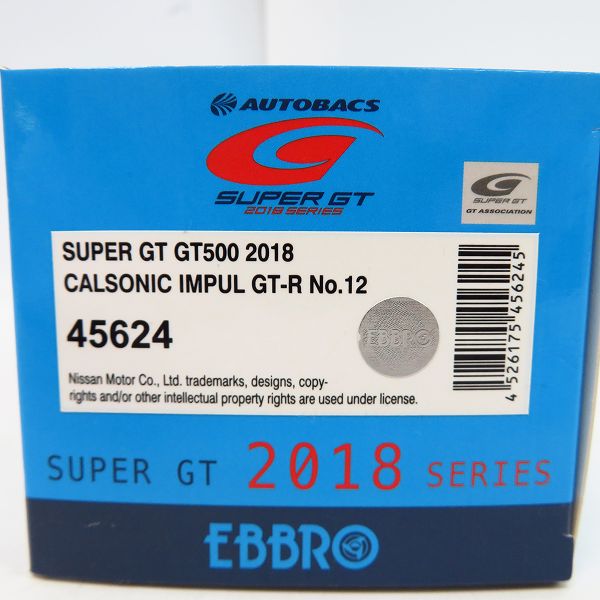 AUTOBACS
SUPER GT
2018 SERIES
SUPER GT
GT ASSOCIATION
SUPER GT GT500 2018
CALSONIC IMPUL GT-R No.12
45624
EBBRO
4 526175 456245
Nissan Motor Co., Ltd. trademarks, designs, copy-
rights and/or other intellectual property rights are used under license.
SUPER GT 2018 SERIES
EBBRO